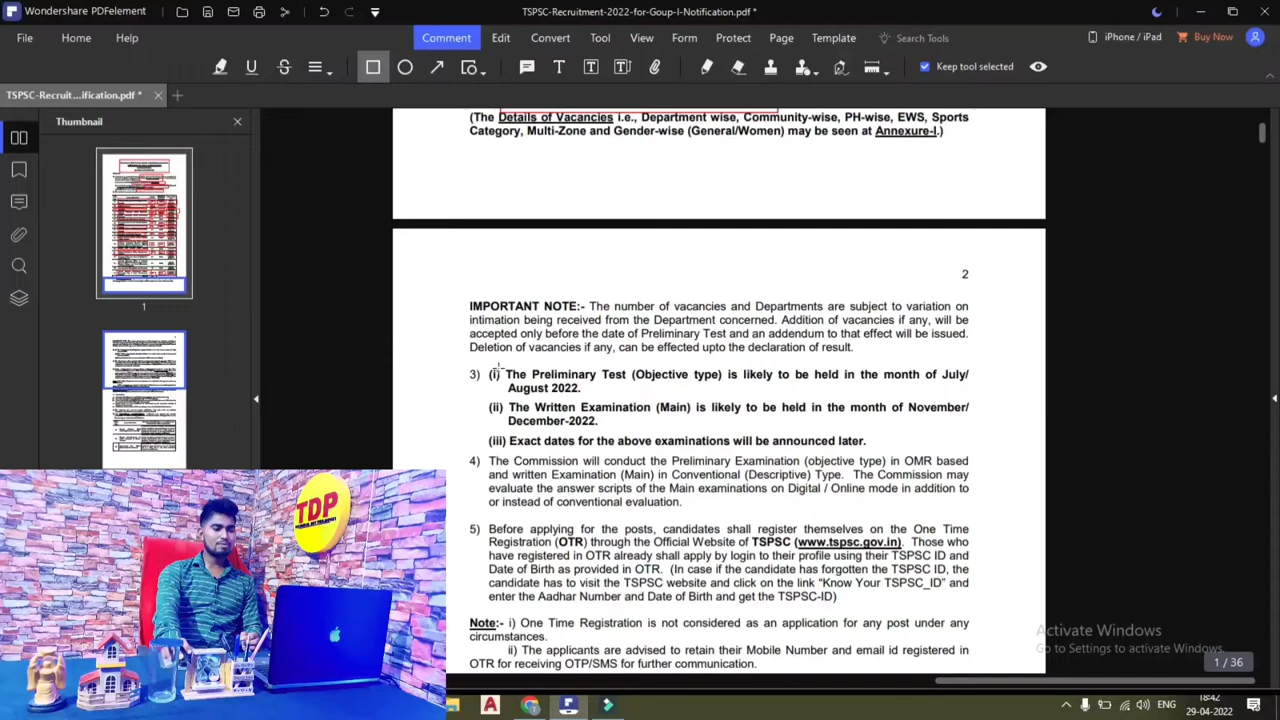 Wondershare PDFelement
TSPSC-Recruitment-2022-for-Goup-I-Notification.pdf *
File Home Help Comment Edit Convert Tool View Form Protect Page Template Search Tools iPhone / iPad Buy Now
Keep tool selected
TSPSC-Recruit...ification.pdf *
Thumbnail
1
(The Details of Vacancies i.e., Department wise, Community-wise, PH-wise, EWS, Sports
Category, Multi-Zone and Gender-wise (General/Women) may be seen at Annexure-I.)
2
IMPORTANT NOTE:- The number of vacancies and Departments are subject to variation on
intimation being received from the Department concerned. Addition of vacancies if any, will be
accepted only before the date of Preliminary Test and an addendum to that effect will be issued.
Deletion of vacancies if any, can be effected upto the declaration of result.
3) (i) The Preliminary Test (Objective type) is likely to be held in the month of July/
August 2022.
(ii) The Written Examination (Main) is likely to be held in the month of November/
December-2022.
(iii) Exact dates for the above examinations will be announced later.
4) The Commission will conduct the Preliminary Examination (objective type) in OMR based
and written Examination (Main) in Conventional (Descriptive) Type. The Commission may
evaluate the answer scripts of the Main examinations on Digital / Online mode in addition to
or instead of conventional evaluation.
5) Before applying for the posts, candidates shall register themselves on the One Time
Registration (OTR) through the Official Website of TSPSC (www.tspsc.gov.in). Those who
have registered in OTR already shall apply by login to their profile using their TSPSC ID and
Date of Birth as provided in OTR. (In case if the candidate has forgotten the TSPSC ID, the
candidate has to visit the TSPSC website and click on the link “Know Your TSPSC_ID” and
enter the Aadhar Number and Date of Birth and get the TSPSC-ID)
Note:- i) One Time Registration is not considered as an application for any post under any
circumstances.
ii) The applicants are advised to retain their Mobile Number and email id registered in
OTR for receiving OTP/SMS for further communication.
Activate Windows
Go to Settings to activate Windows.
1 / 36
TDP
ENG
18:42
29-04-2022